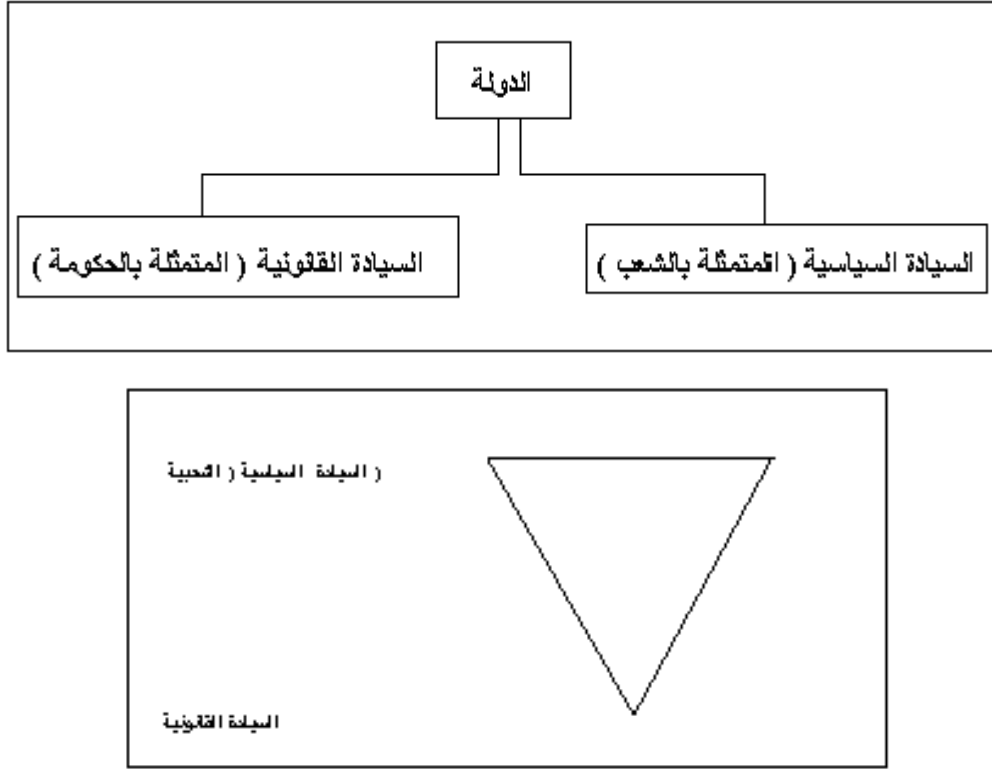 الدولة
السيادة السياسية ( المتمثلة بالشعب )
السيادة القانونية ( المتمثلة بالحكومة )
( السيادة السياسية ( الشعبية
السيادة القانونية